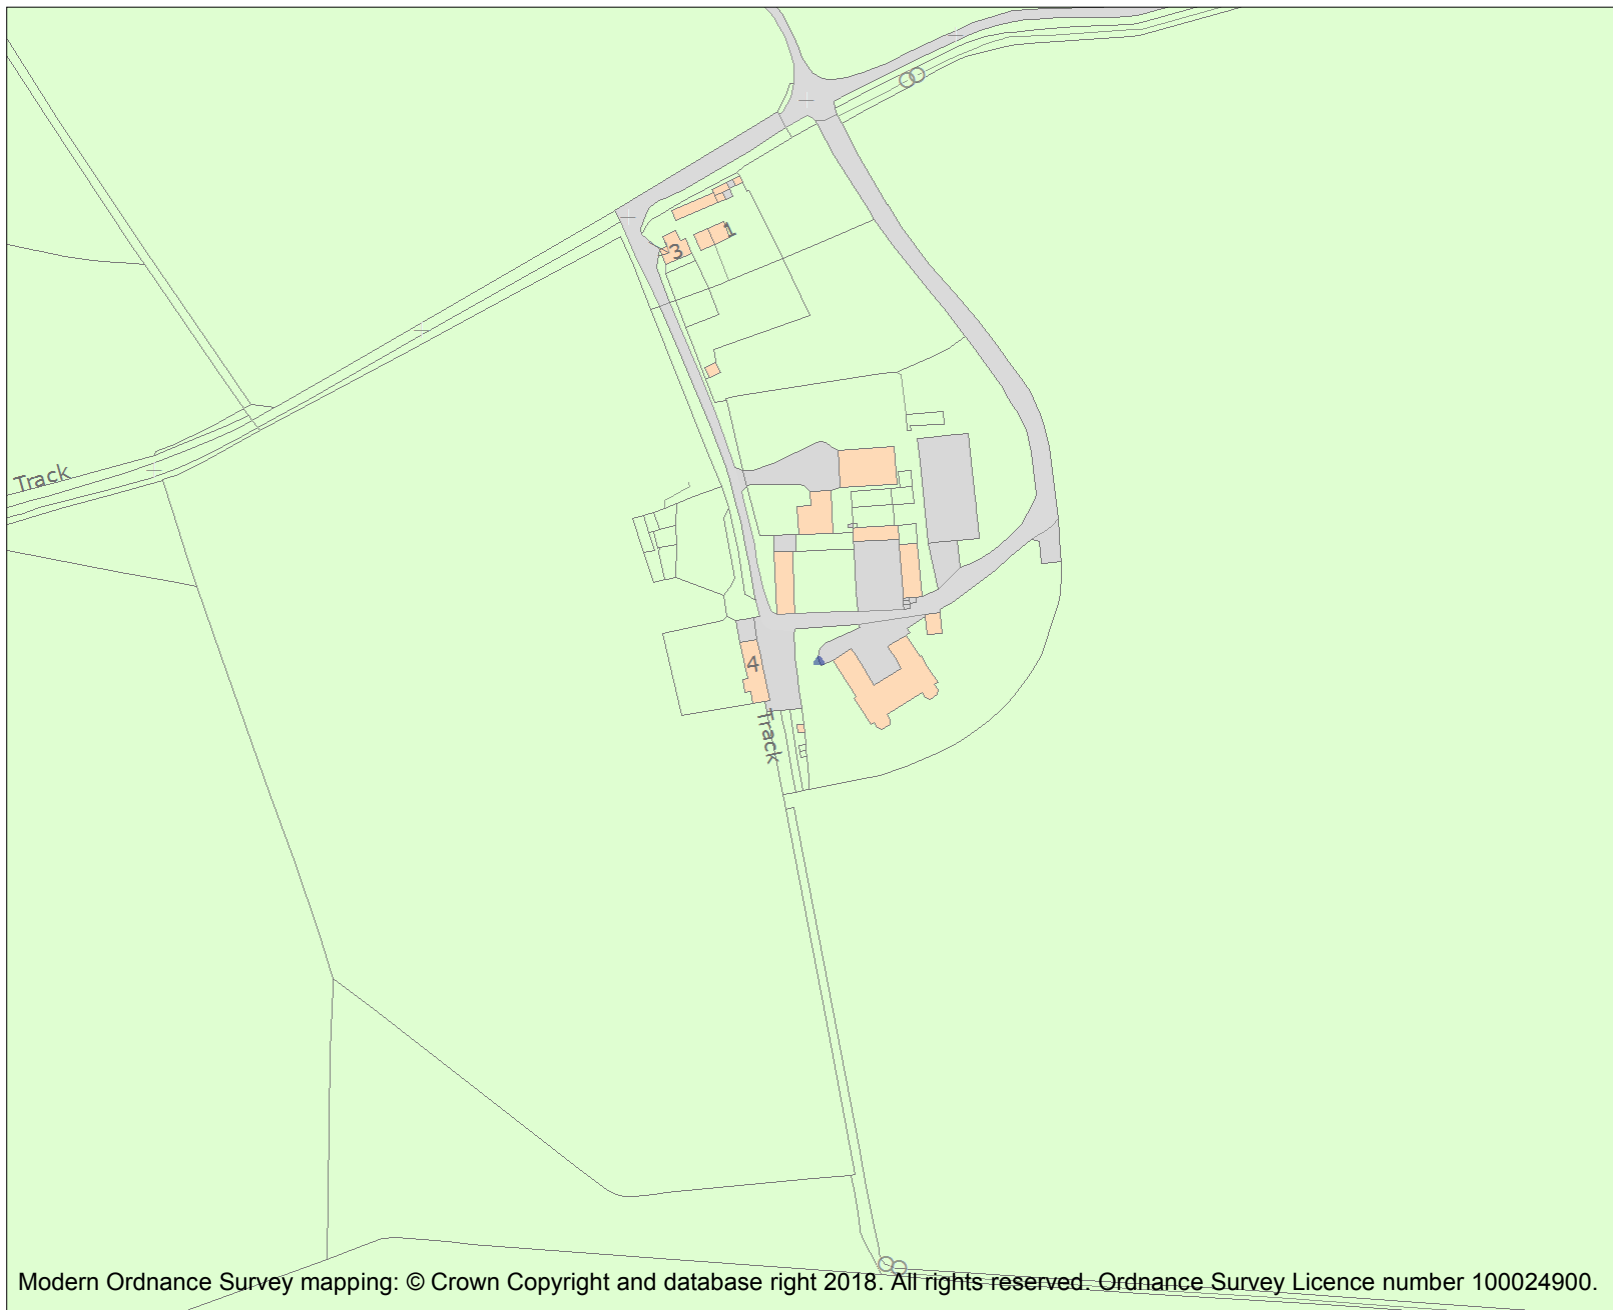 1
3
Track
4
Track
Modern Ordnance Survey mapping: © Crown Copyright and database right 2018. All rights reserved. Ordnance Survey Licence number 100024900.